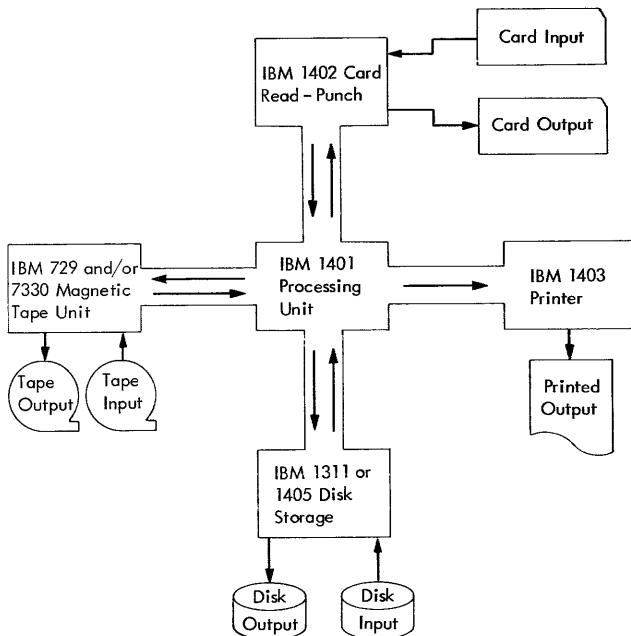 Card Input
IBM 1402 Card
Read - Punch
Card Output
IBM 729 and/or
7330 Magnetic
Tape Unit
IBM 1401
Processing
Unit
IBM 1403
Printer
Tape
Output
Tape
Input
Printed
Output
IBM 1311 or
1405 Disk
Storage
Disk
Output
Disk
Input